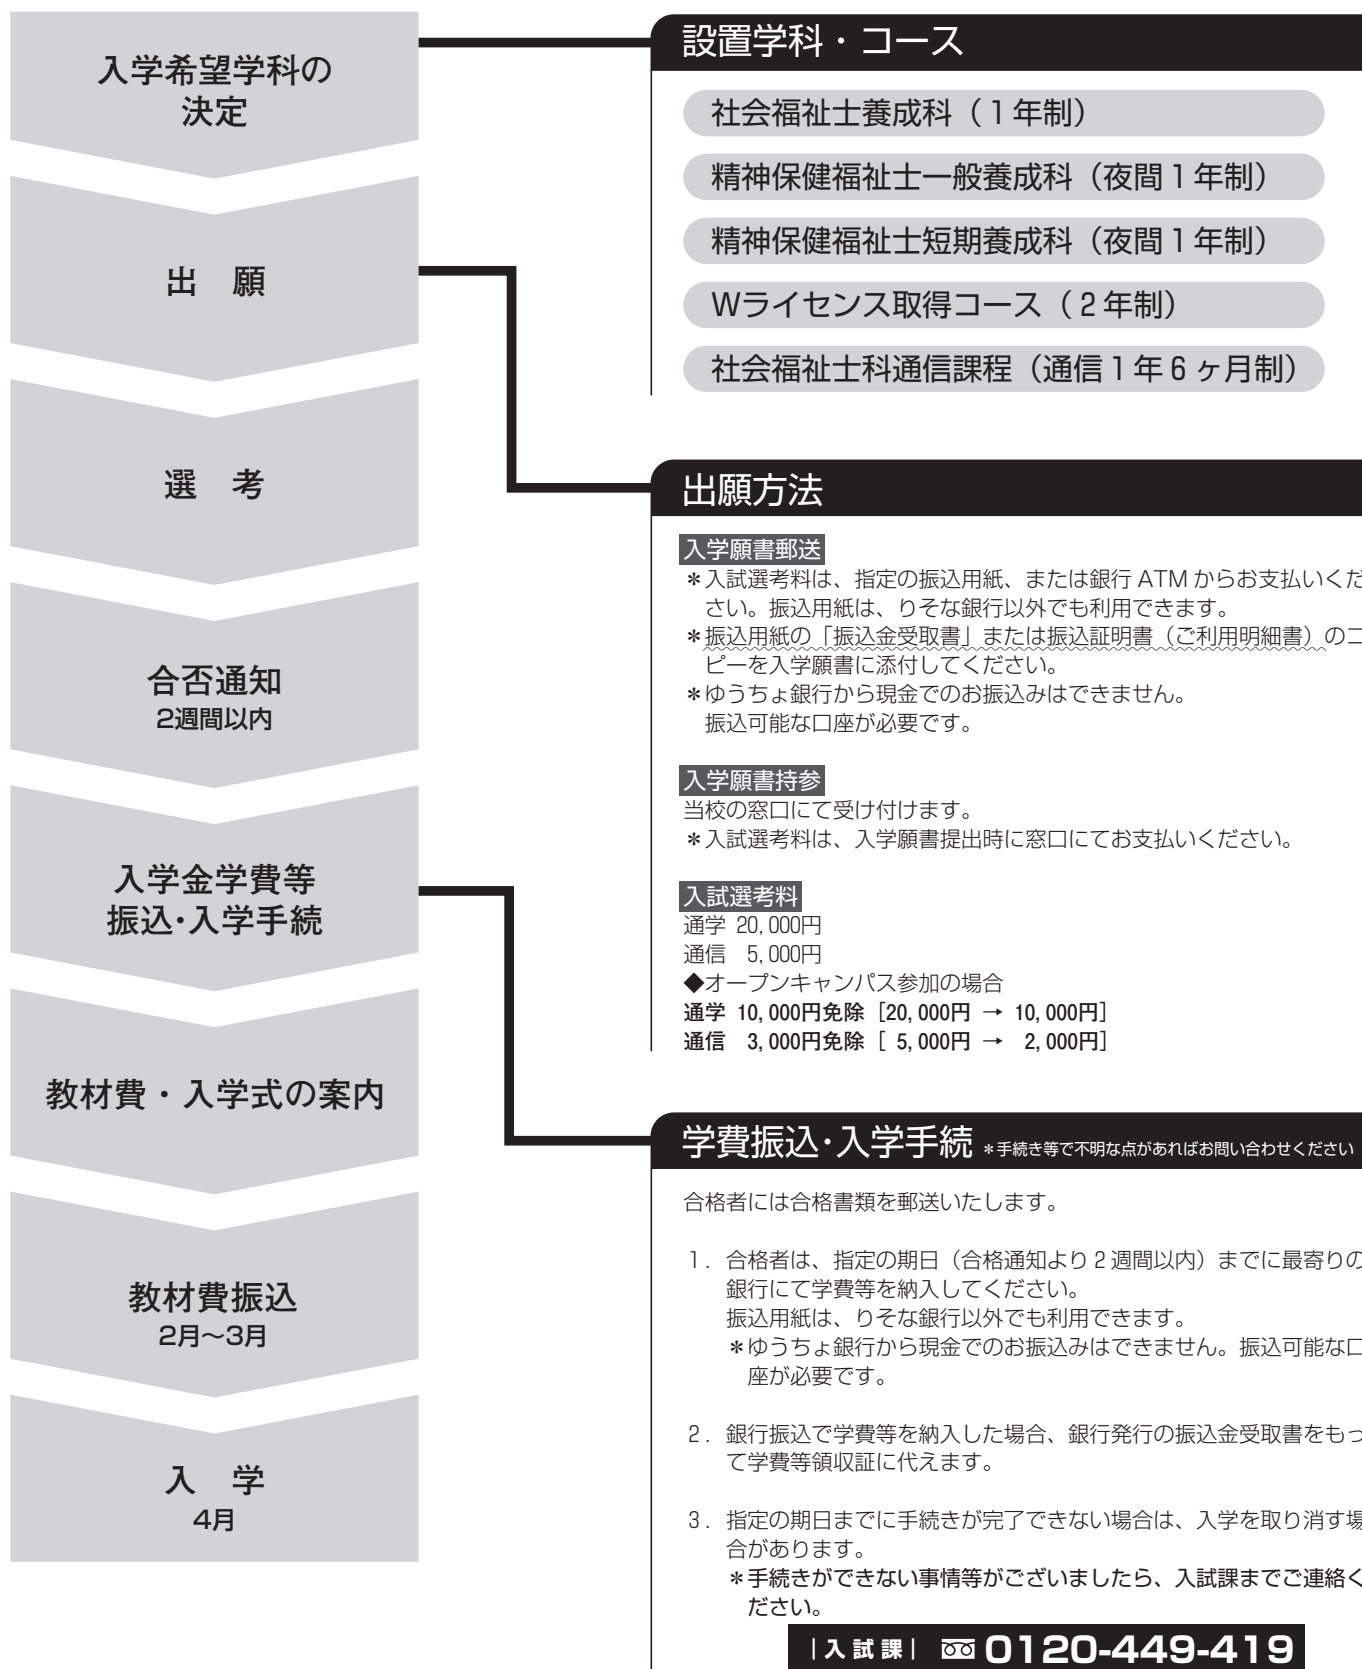 入学希望学科の
決定
出　願
選　考
合否通知
2週間以内
入学金学費等
振込・入学手続
教材費・入学式の案内
教材費振込
2月～3月
入　学
4月
設置学科・コース
社会福祉士養成科（1年制）
精神保健福祉士一般養成科（夜間1年制）
精神保健福祉士短期養成科（夜間1年制）
Wライセンス取得コース（2年制）
社会福祉士科通信課程（通信1年6ヶ月制）
出願方法
入学願書郵送
＊入試選考料は、指定の振込用紙、または銀行 ATM からお支払いくだ
さい。振込用紙は、りそな銀行以外でも利用できます。
＊振込用紙の「振込金受取書」または振込証明書（ご利用明細書）のコ
ピーを入学願書に添付してください。
＊ゆうちょ銀行から現金でのお振込みはできません。
振込可能な口座が必要です。
入学願書持参
当校の窓口にて受け付けます。
＊入試選考料は、入学願書提出時に窓口にてお支払いください。
入試選考料
通学 20,000円
通信　5,000円
◆オープンキャンパス参加の場合
通学 10,000円免除［20,000円 → 10,000円］
通信　3,000円免除［ 5,000円 →　2,000円］
学費振込・入学手続 ＊手続き等で不明な点があればお問い合わせください
合格者には合格書類を郵送いたします。
1．合格者は、指定の期日（合格通知より2週間以内）までに最寄りの
銀行にて学費等を納入してください。
振込用紙は、りそな銀行以外でも利用できます。
＊ゆうちょ銀行から現金でのお振込みはできません。振込可能な口
座が必要です。
2．銀行振込で学費等を納入した場合、銀行発行の振込金受取書をもっ
て学費等領収証に代えます。
3．指定の期日までに手続きが完了できない場合は、入学を取り消す場
合があります。
＊手続きができない事情等がございましたら、入試課までご連絡く
ださい。
｜入試課｜ 0120-449-419